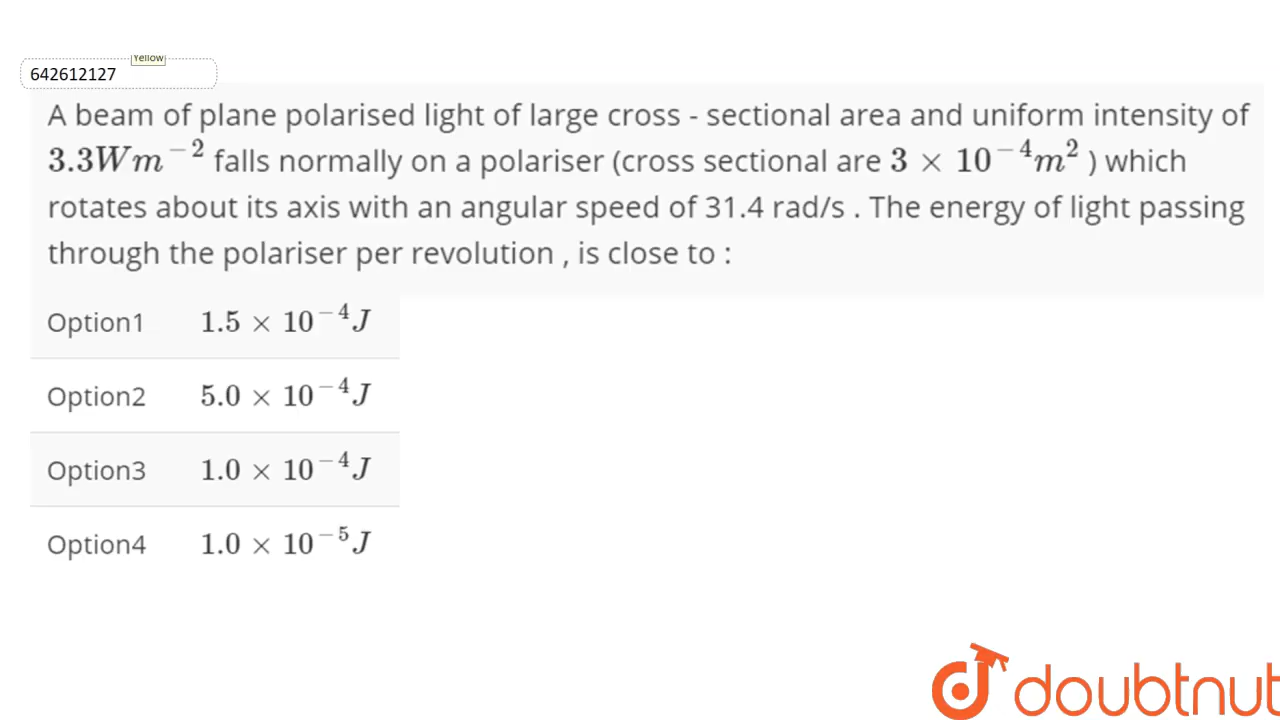 Yellow
642612127
A beam of plane polarised light of large cross - sectional area and uniform intensity of
3.3Wm⁻² falls normally on a polariser (cross sectional are 3 × 10⁻⁴m² ) which
rotates about its axis with an angular speed of 31.4 rad/s . The energy of light passing
through the polariser per revolution , is close to :
Option1 1.5 × 10⁻⁴J
Option2 5.0 × 10⁻⁴J
Option3 1.0 × 10⁻⁴J
Option4 1.0 × 10⁻⁵J
doubtnut